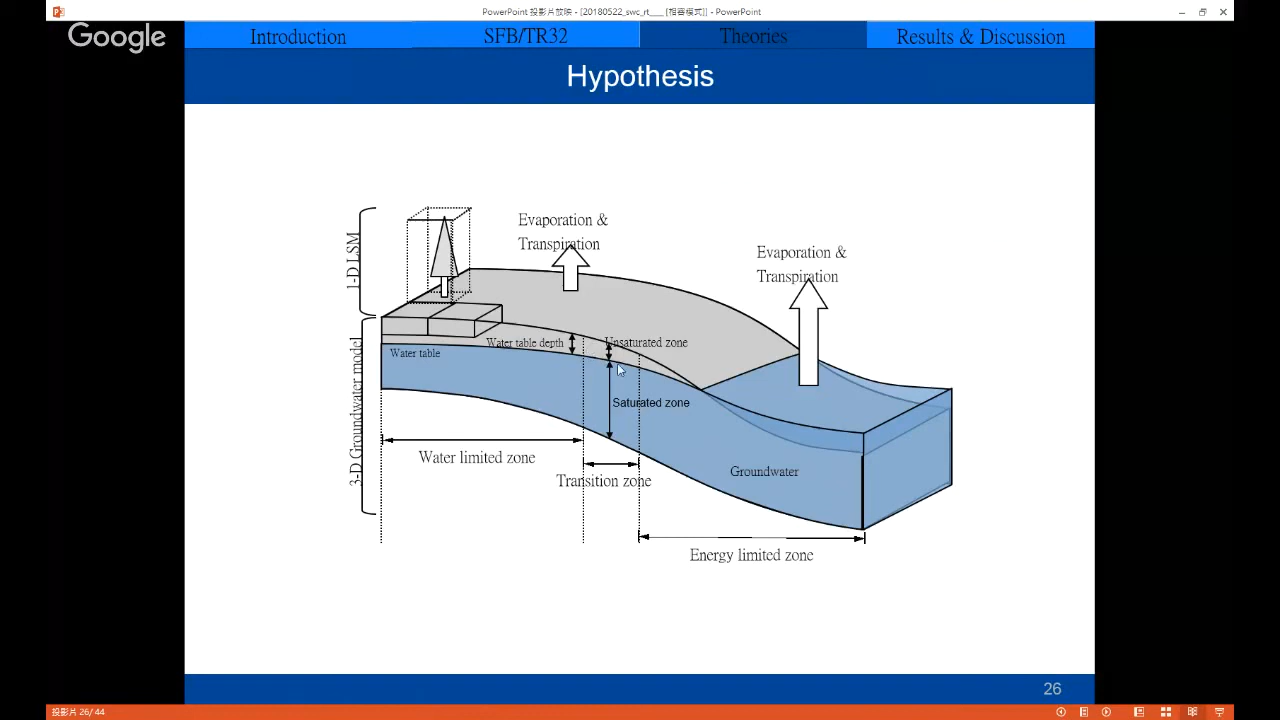 PowerPoint 投影片放映 - [20180522_swc_rt___ [相容模式]] - PowerPoint
Google
Introduction
SFB/TR32
Theories
Results & Discussion
Hypothesis
1-D LSM
3-D Groundwater model
Evaporation &
Transpiration
Evaporation &
Transpiration
Water table depth
Unsaturated zone
Water table
Saturated zone
Water limited zone
Transition zone
Groundwater
Energy limited zone
26
投影片 26/44